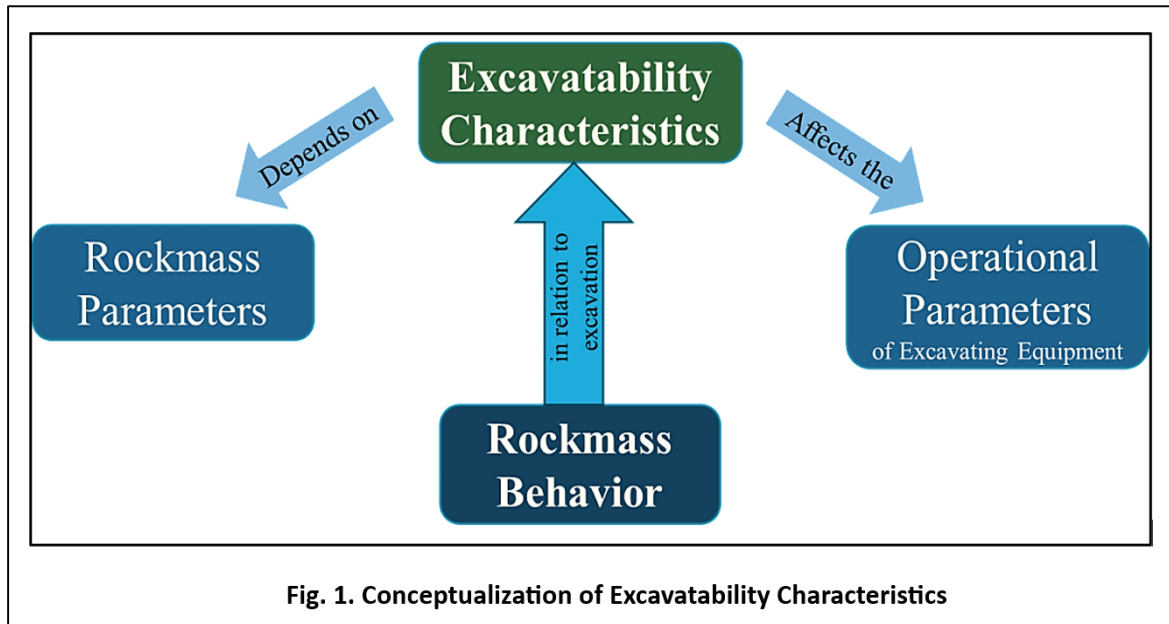 Excavatability
Characteristics
Depends on
Affects the
Rockmass
Parameters
in relation to
excavation
Operational
Parameters
of Excavating Equipment
Rockmass
Behavior
Fig. 1. Conceptualization of Excavatability Characteristics